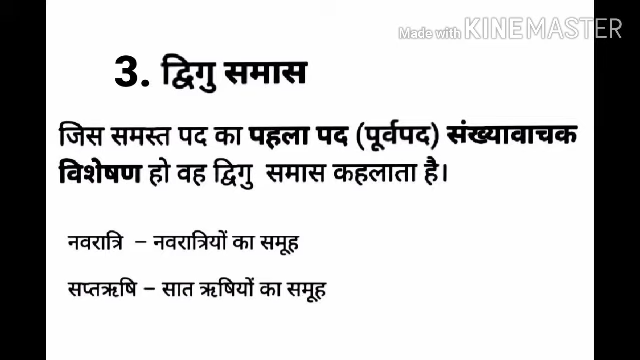 Made with KINEMASTER
3. द्विगु समास
जिस समस्त पद का पहला पद (पूर्वपद) संख्यावाचक
विशेषण हो वह द्विगु समास कहलाता है।
नवरात्रि – नवरात्रियों का समूह
सप्तऋषि – सात ऋषियों का समूह